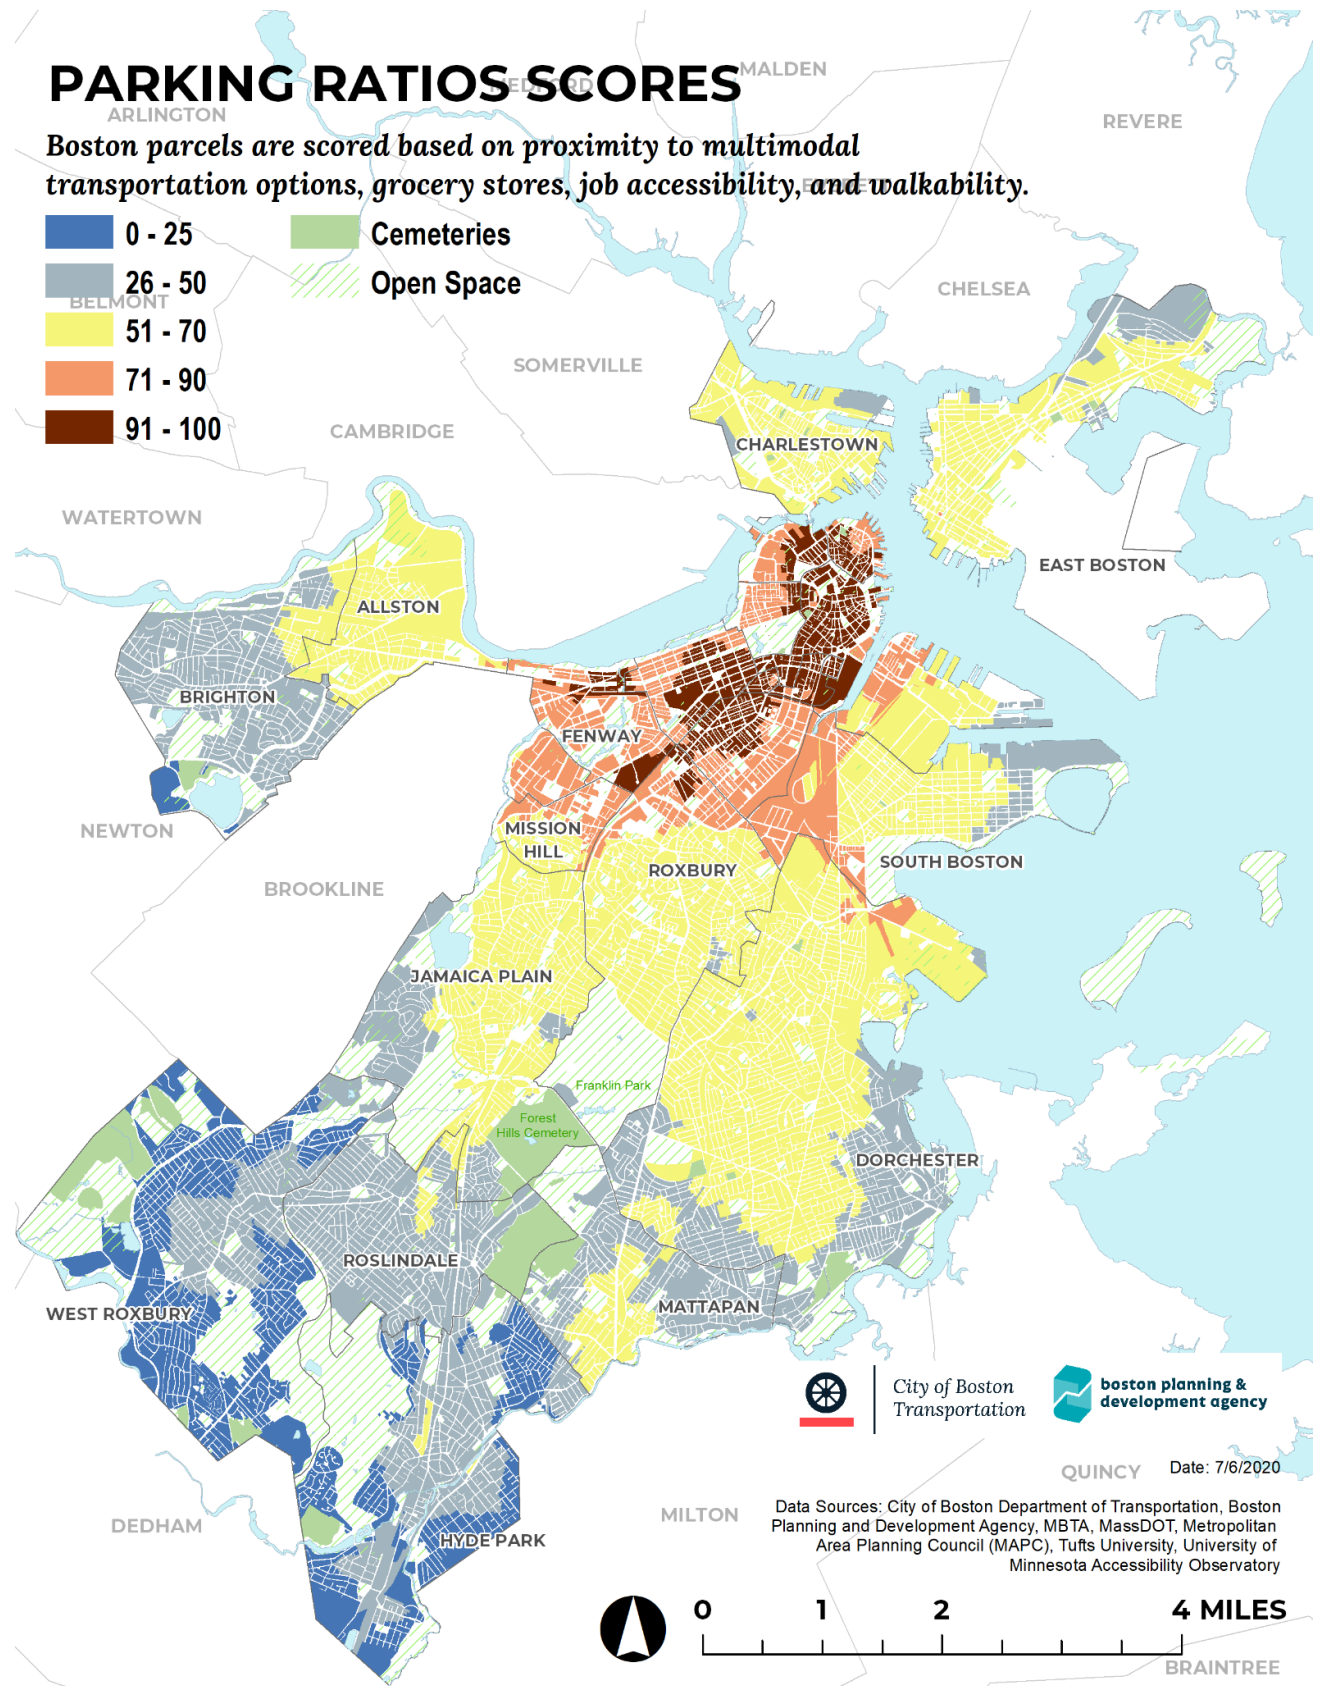 PARKING RATIOS SCORES
MEDFORD
MALDEN
ARLINGTON
REVERE
Boston parcels are scored based on proximity to multimodal
transportation options, grocery stores, job accessibility, and walkability.
EVERETT
0 - 25
Cemeteries
26 - 50
Open Space
BELMONT
51 - 70
71 - 90
91 - 100
CHELSEA
SOMERVILLE
CAMBRIDGE
CHARLESTOWN
WATERTOWN
EAST BOSTON
ALLSTON
BRIGHTON
FENWAY
NEWTON
MISSION
HILL
SOUTH BOSTON
ROXBURY
BROOKLINE
JAMAICA PLAIN
Franklin Park
Forest
Hills Cemetery
DORCHESTER
ROSLINDALE
WEST ROXBURY
MATTAPAN
City of Boston
Transportation
boston planning &
development agency
QUINCY
Date: 7/6/2020
MILTON
DEDHAM
HYDE PARK
Data Sources: City of Boston Department of Transportation, Boston
Planning and Development Agency, MBTA, MassDOT, Metropolitan
Area Planning Council (MAPC), Tufts University, University of
Minnesota Accessibility Observatory
0 1 2 4 MILES
BRAINTREE